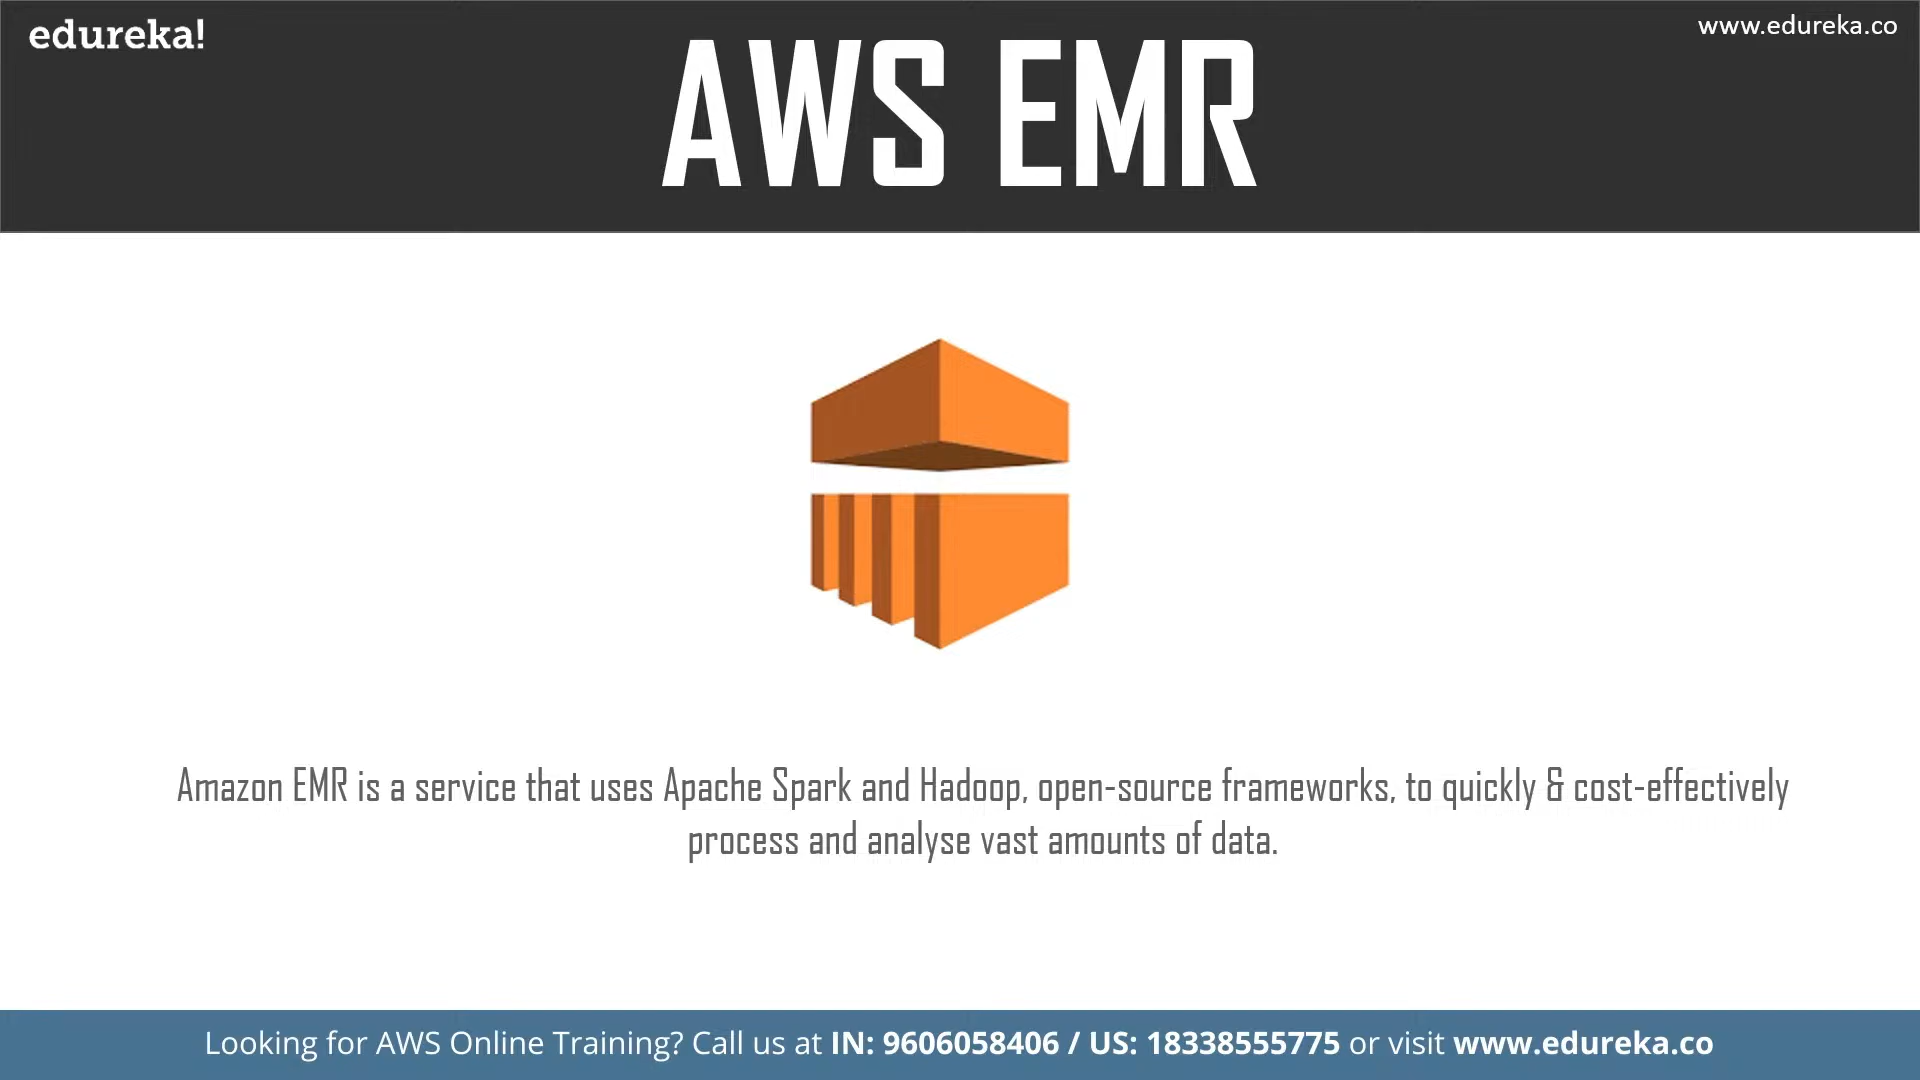 edureka!
www.edureka.co
AWS EMR
Amazon EMR is a service that uses Apache Spark and Hadoop, open-source frameworks, to quickly & cost-effectively
process and analyse vast amounts of data.
Looking for AWS Online Training? Call us at IN: 9606058406 / US: 18338555775 or visit www.edureka.co